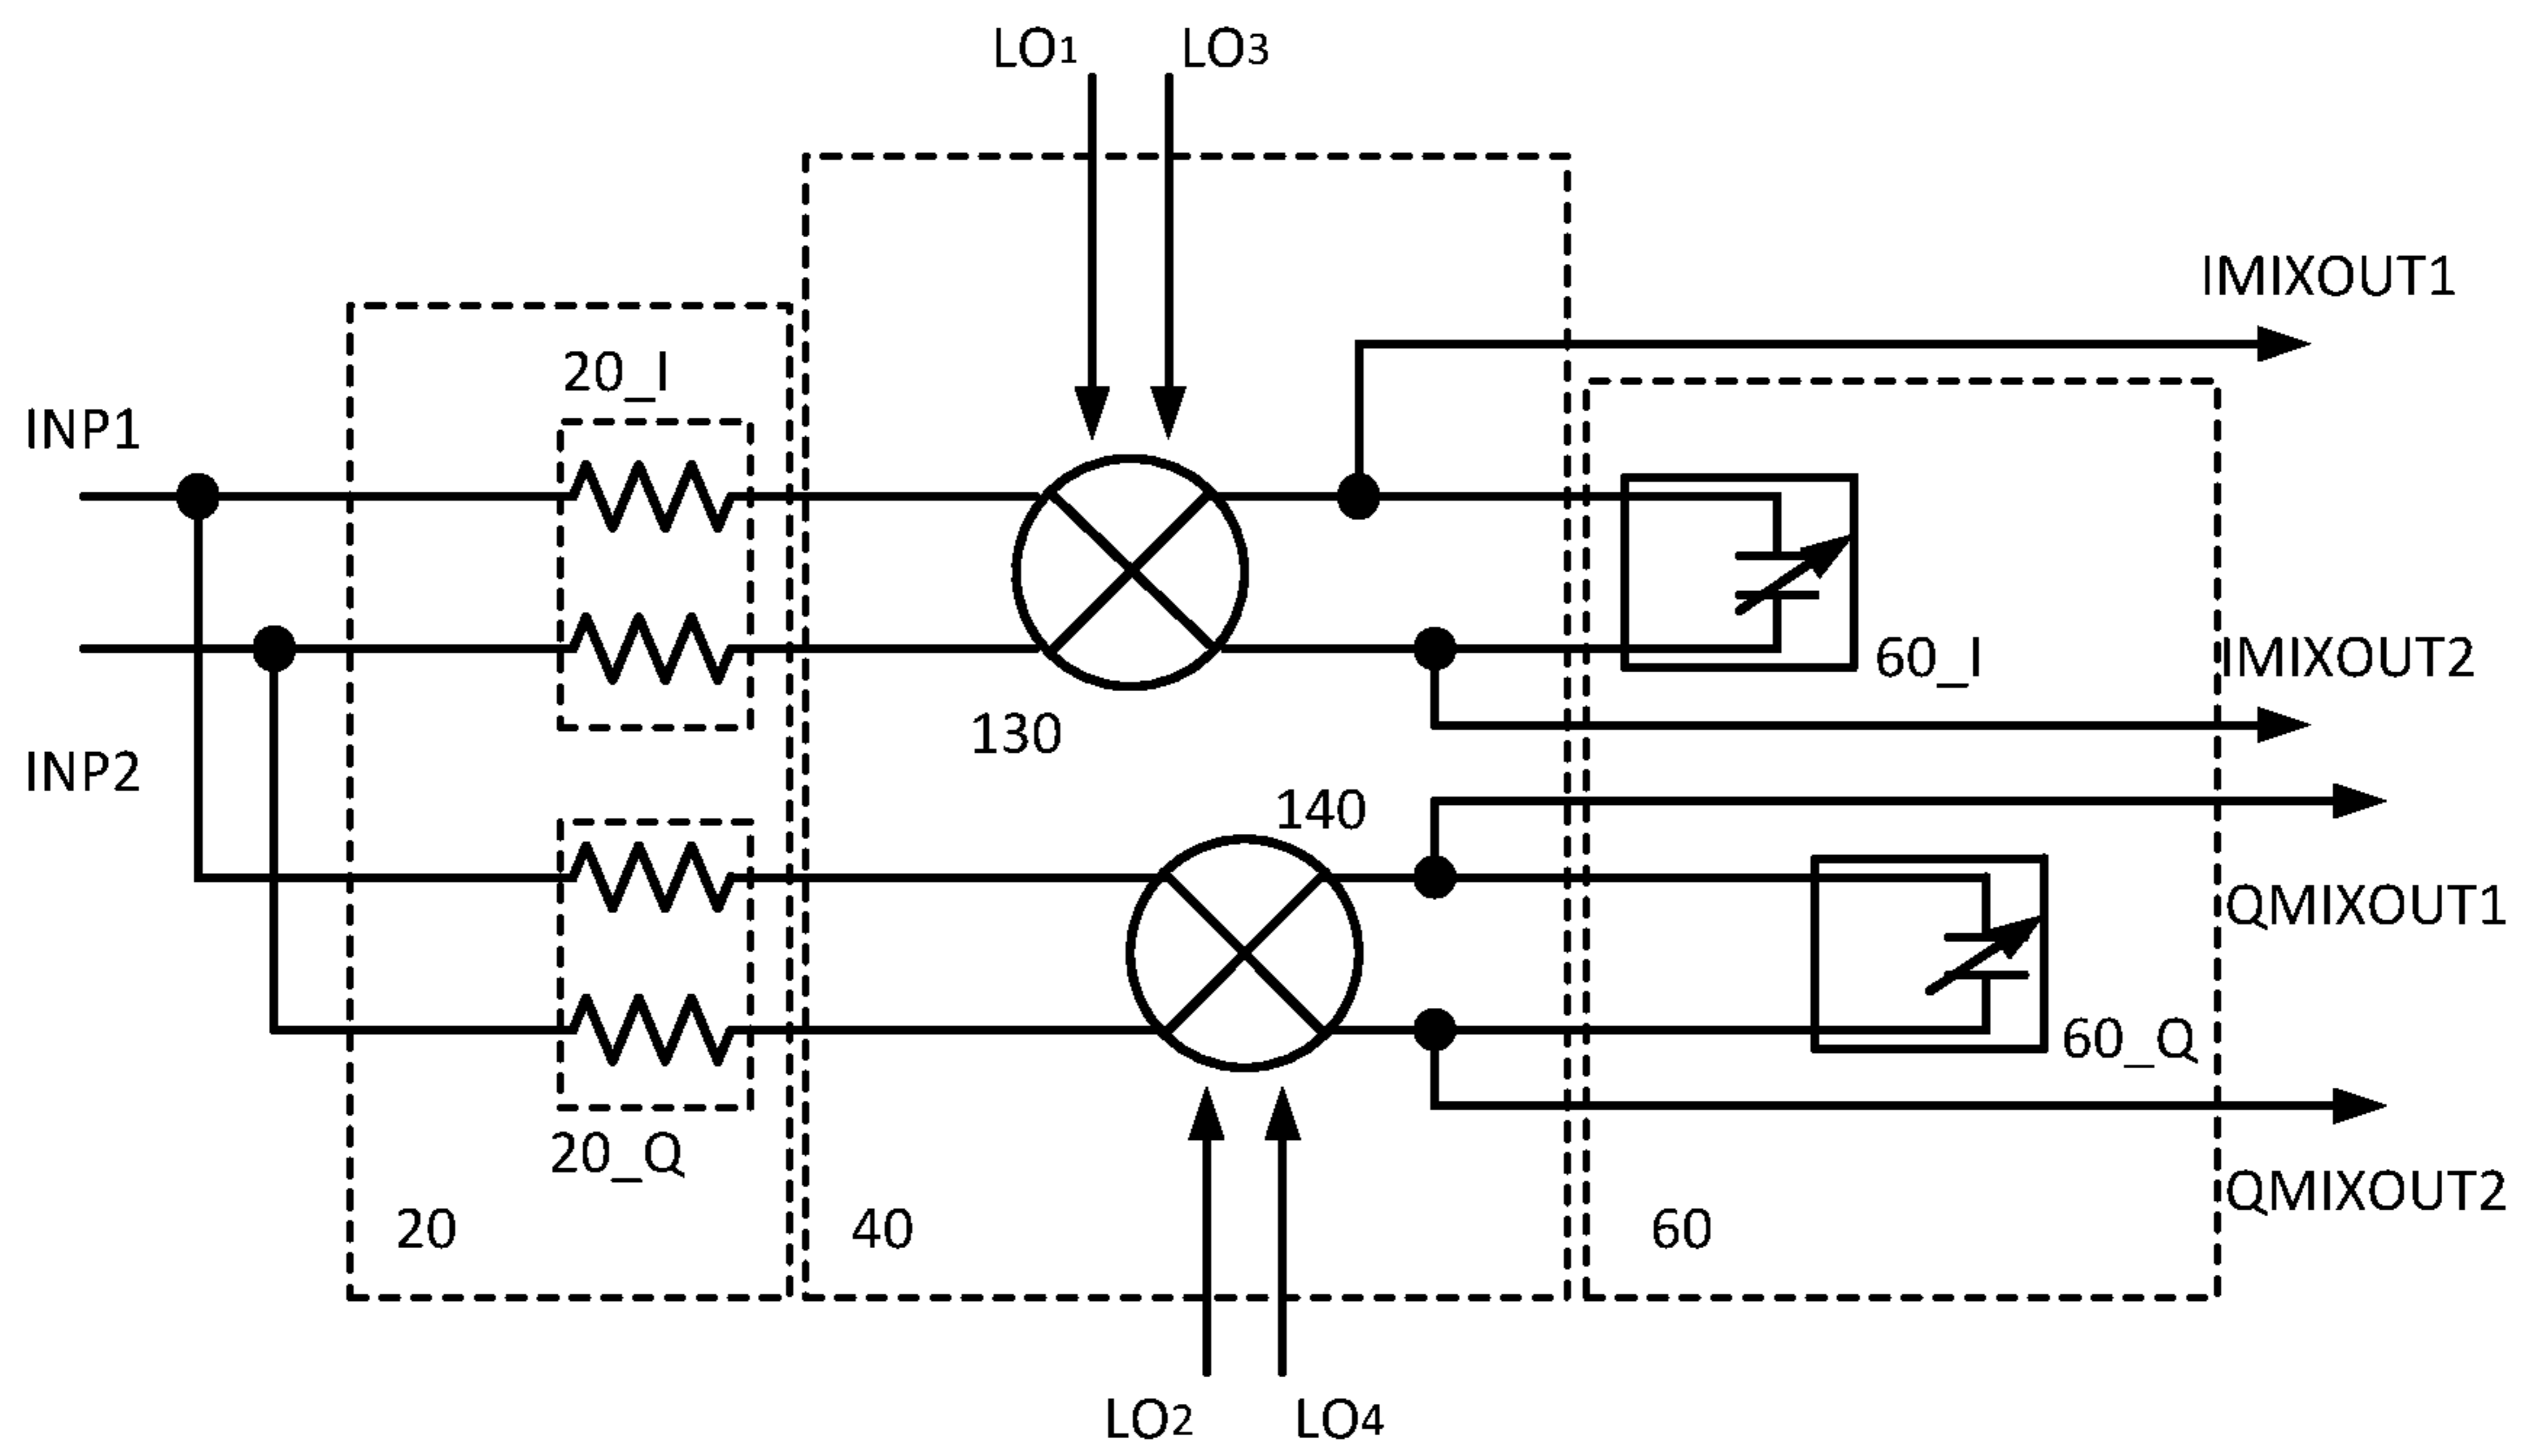 LO1
LO3
IMIXOUT1
20_I
INP1
60_I
IMIXOUT2
130
INP2
140
QMIXOUT1
60_Q
20_Q
QMIXOUT2
20
40
60
LO2
LO4